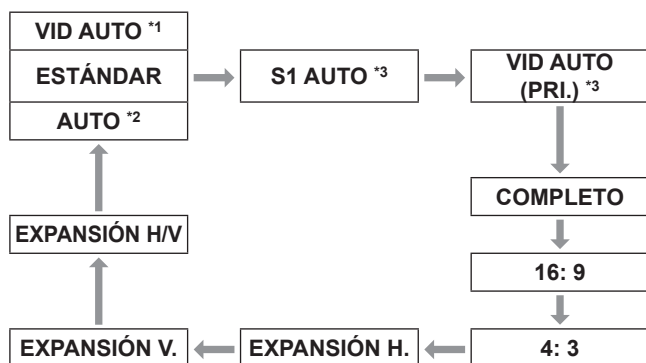 VID AUTO *1
ESTÁNDAR
AUTO *2
S1 AUTO *3
VID AUTO
(PRI.) *3
COMPLETO
16: 9
4: 3
EXPANSIÓN H.
EXPANSIÓN V.
EXPANSIÓN H/V